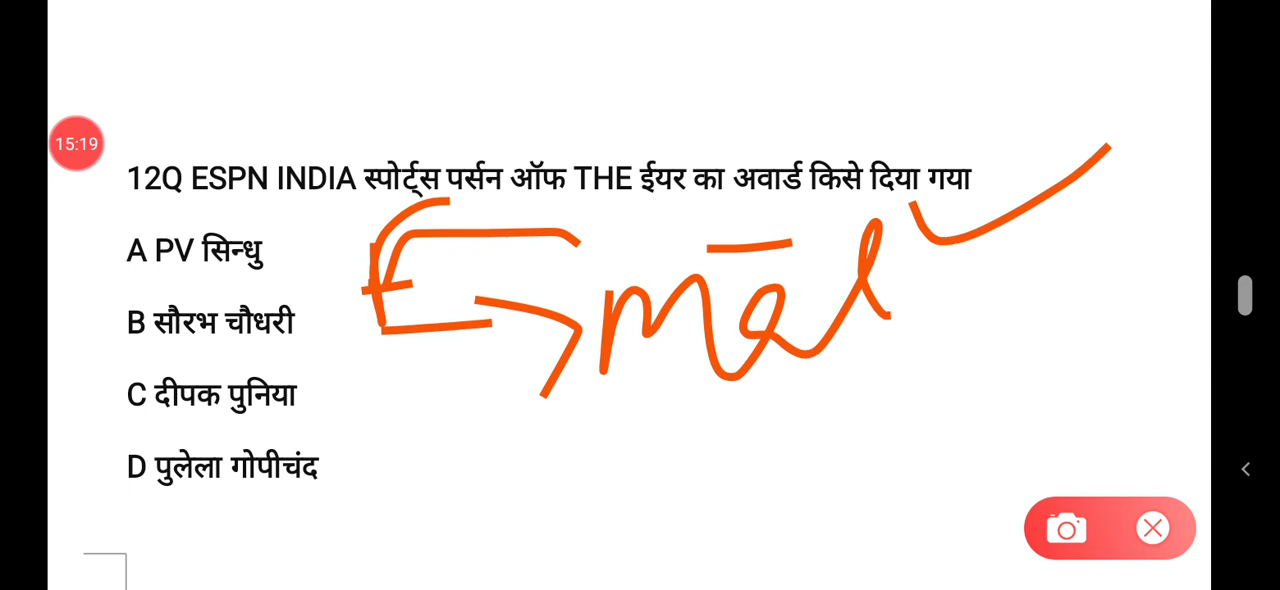 15:19
12Q ESPN INDIA स्पोर्ट्स पर्सन ऑफ THE ईयर का अवार्ड किसे दिया गया
A PV सिन्धु
B सौरभ चौधरी
C दीपक पुनिया
D पुलेला गोपीचंद